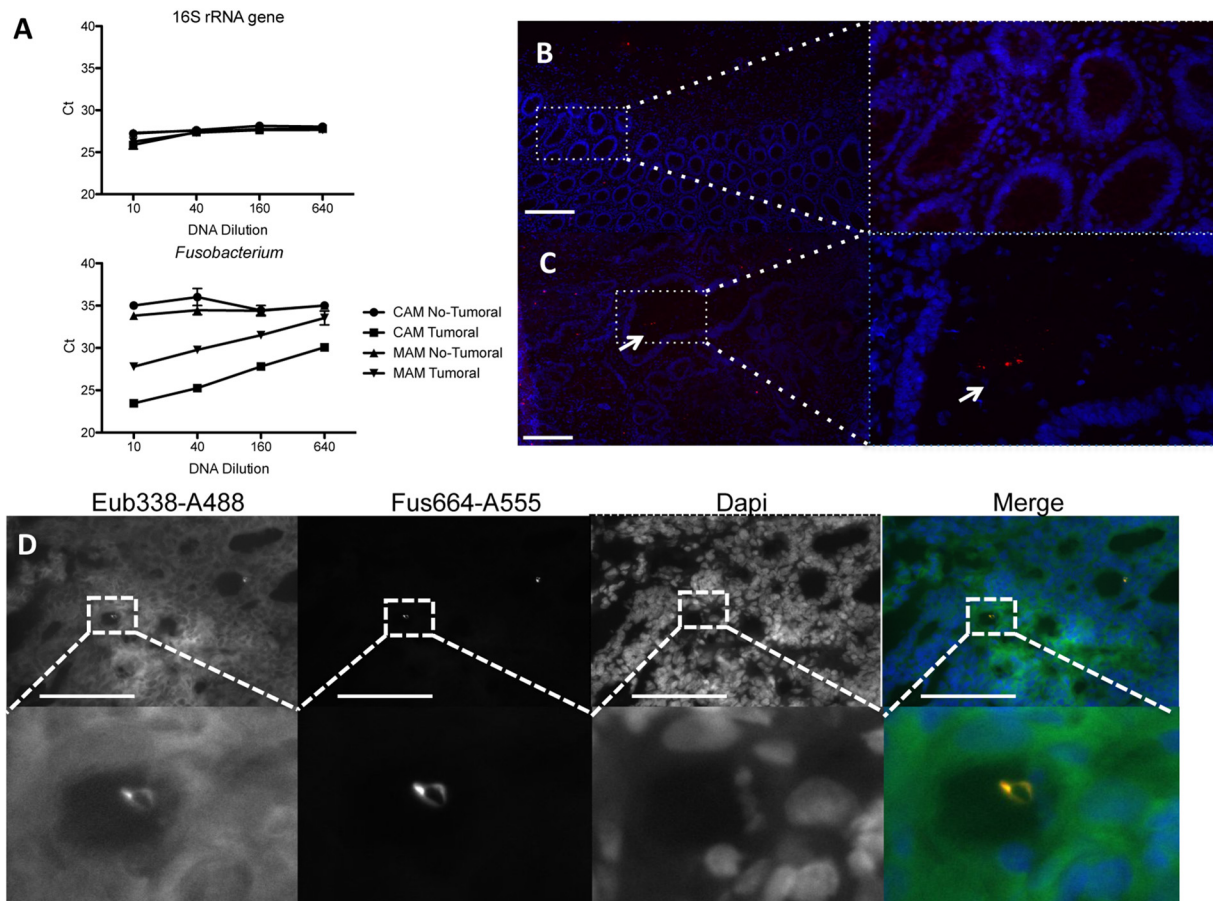 A
16S rRNA gene
40
35
30
25
20
Ct
10 40 160 640
DNA Dilution
Fusobacterium
40
35
30
25
20
Ct
10 40 160 640
DNA Dilution
CAM No-Tumoral
CAM Tumoral
MAM No-Tumoral
MAM Tumoral
B
C
Eub338-A488 Fus664-A555 Dapi Merge
D